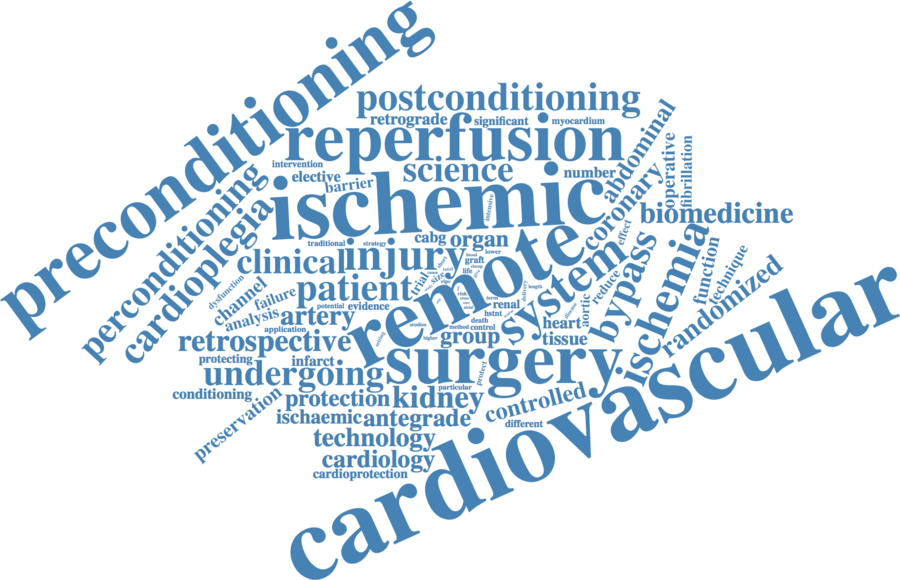 preconditioning
postconditioning
retrograde
significant
myocardium
reperfusion
intervention
science
elective
barrier
number
abdominal
operative
fibrillation
perconditioning
cardioplegia
ischemic
intensive
coronary
biomedicine
traditional
strategy
cabg
organ
lower
effect
clinical
injury
remote
system
bypass
ischemia
function
technique
dysfunction
channel
failure
analysis
patient
potential
evidence
trial
size
graft
blood
life
short
delivery
length
reduce
aortic
randomized
application
artery
studies
term
renal
hstnt
death
method
control
higher
group
heart
tissue
retrospective
protecting
infarct
undergoing
surgery
protect
particular
conditioning
protection
kidney
controlled
cardiovascular
preservation
ischaemic
antegrade
different
technology
cardiology
cardioprotection